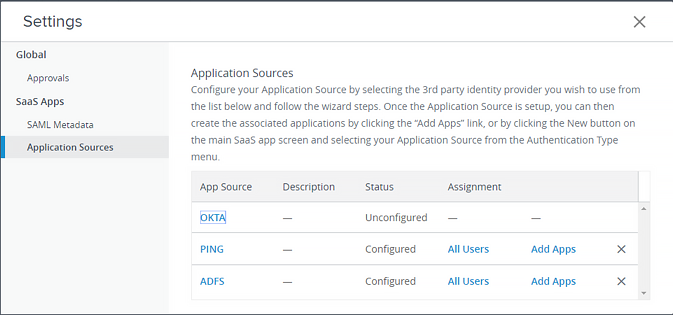 Settings
Global
Approvals
SaaS Apps
SAML Metadata
Application Sources
Application Sources
Configure your Application Source by selecting the 3rd party identity provider you wish to use from
the list below and follow the wizard steps. Once the Application Source is setup, you can then
create the associated applications by clicking the “Add Apps” link, or by clicking the New button on
the main SaaS app screen and selecting your Application Source from the Authentication Type
menu.
App Source Description Status Assignment
OKTA — Unconfigured — —
PING — Configured All Users Add Apps
ADFS — Configured All Users Add Apps